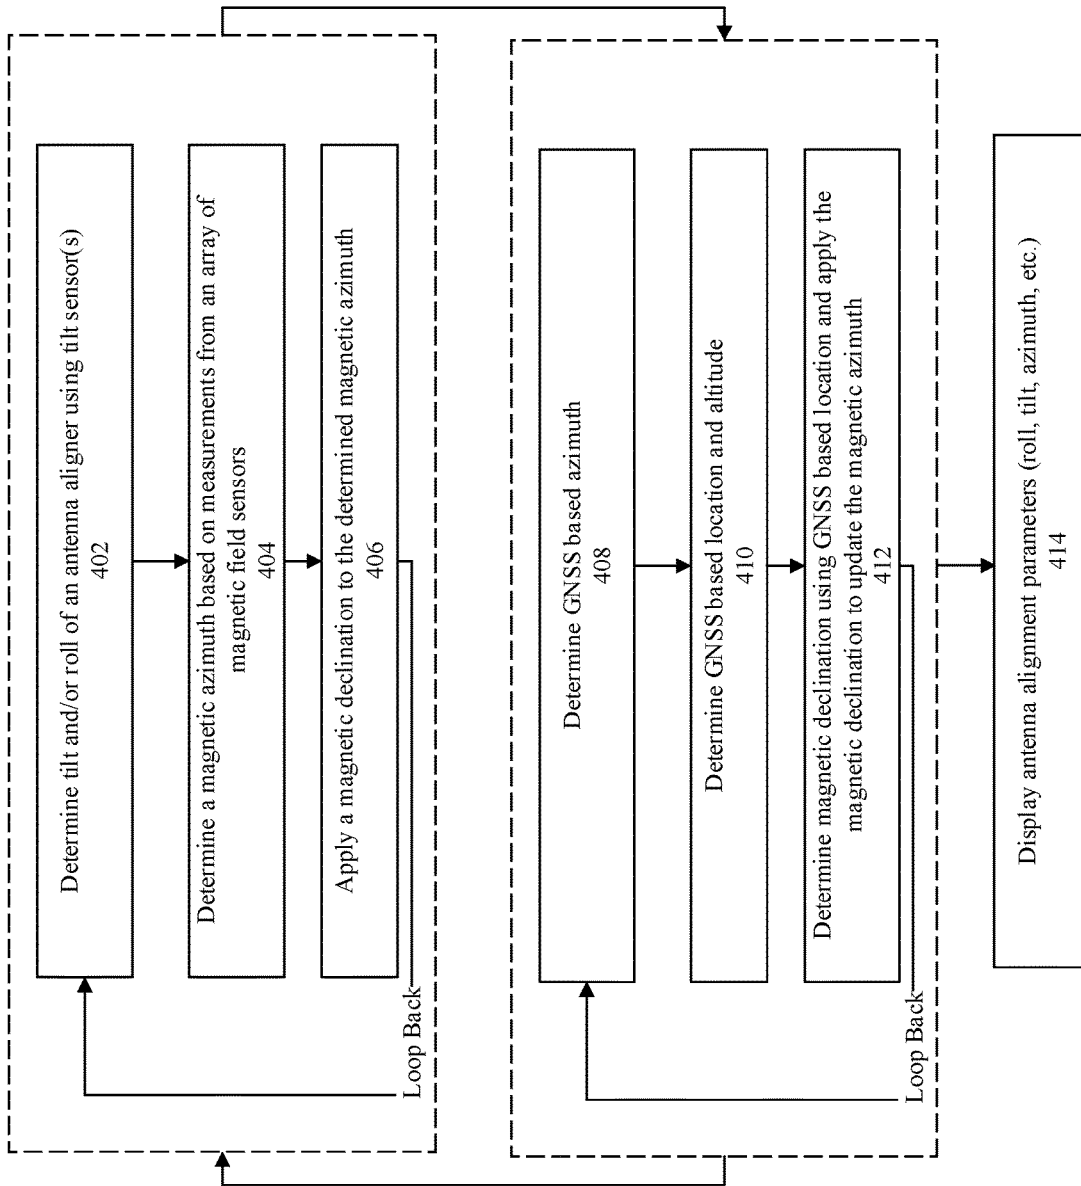 Determine tilt and/or roll of an antenna aligner using tilt sensor(s)
402
Determine a magnetic azimuth based on measurements from an array of
magnetic field sensors
404
Apply a magnetic declination to the determined magnetic azimuth
406
Loop Back
Determine GNSS based azimuth
408
Determine GNSS based location and altitude
410
Determine magnetic declination using GNSS based location and apply the
magnetic declination to update the magnetic azimuth
412
Loop Back
Display antenna alignment parameters (roll, tilt, azimuth, etc.)
414